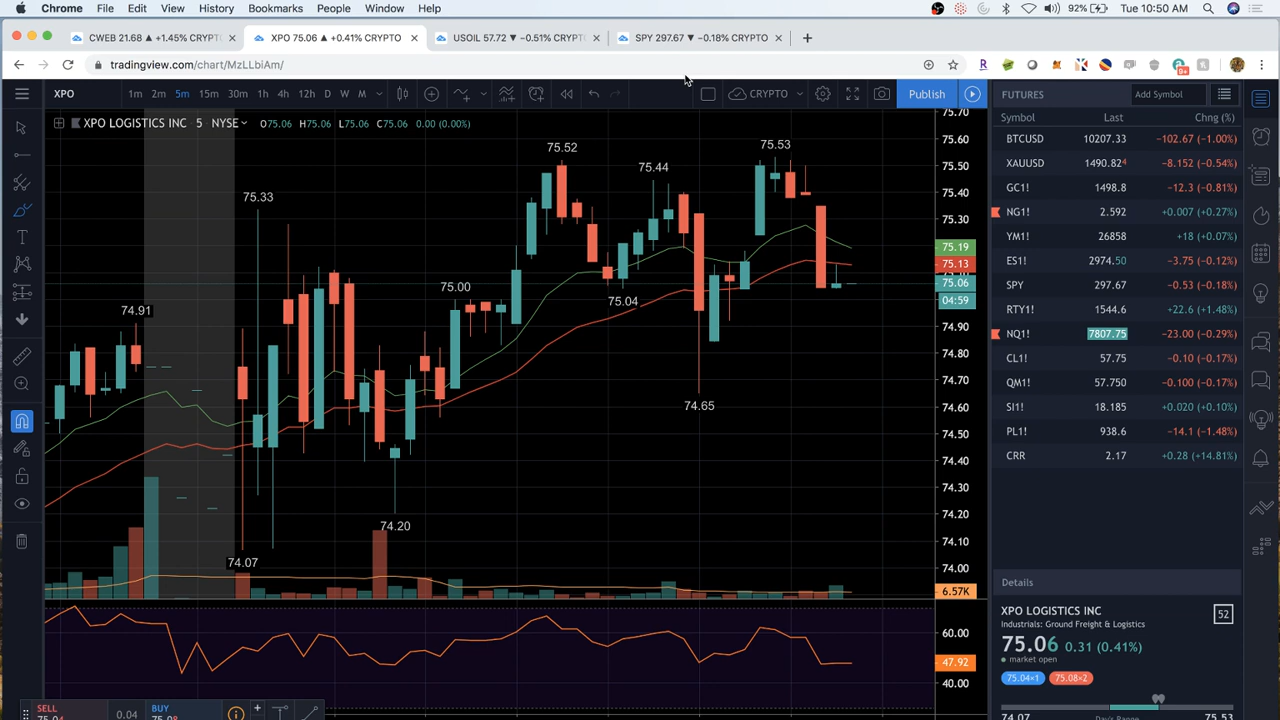 Chrome File Edit View History Bookmarks People Window Help 92% Tue 10:50 AM
CWEB 21.68 ▲ +1.45% CRYPTO XPO 75.06 ▲ +0.41% CRYPTO USOIL 57.72 ▼ −0.51% CRYPTO SPY 297.67 ▼ −0.18% CRYPTO
tradingview.com/chart/MzLLbiAm/
XPO 1m 2m 5m 15m 30m 1h 4h 12h D W M CRYPTO Publish
XPO LOGISTICS INC 5 NYSE O75.06 H75.06 L75.06 C75.06 0.00 (0.00%)
75.70
75.60
75.50
75.40
75.30
75.19
75.13
75.06
04:59
74.90
74.80
74.70
74.60
74.50
74.40
74.30
74.20
74.10
74.00
6.57K
60.00
47.92
40.00
74.91
75.33
74.07
74.20
75.00
75.52
75.04
75.44
74.65
75.53
SELL
0.04
BUY
FUTURES Add Symbol
Symbol Last Chng (%)
BTCUSD 10207.33 −102.67 (−1.00%)
XAUUSD 1490.824 −8.152 (−0.54%)
GC1! 1498.8 −12.3 (−0.81%)
NG1! 2.592 +0.007 (+0.27%)
YM1! 26858 +18 (+0.07%)
ES1! 2974.50 −3.75 (−0.12%)
SPY 297.67 −0.53 (−0.18%)
RTY1! 1544.6 +22.6 (+1.48%)
NQ1! 7807.75 −23.00 (−0.29%)
CL1! 57.75 −0.10 (−0.17%)
QM1! 57.750 −0.100 (−0.17%)
SI1! 18.185 +0.020 (+0.10%)
PL1! 938.6 −14.1 (−1.48%)
CRR 2.17 +0.28 (+14.81%)
Details
XPO LOGISTICS INC 52
Industrials: Ground Freight & Logistics
75.06 0.31 (0.41%)
market open
75.04×1 75.08×2
74.07 Day's Range 75.53